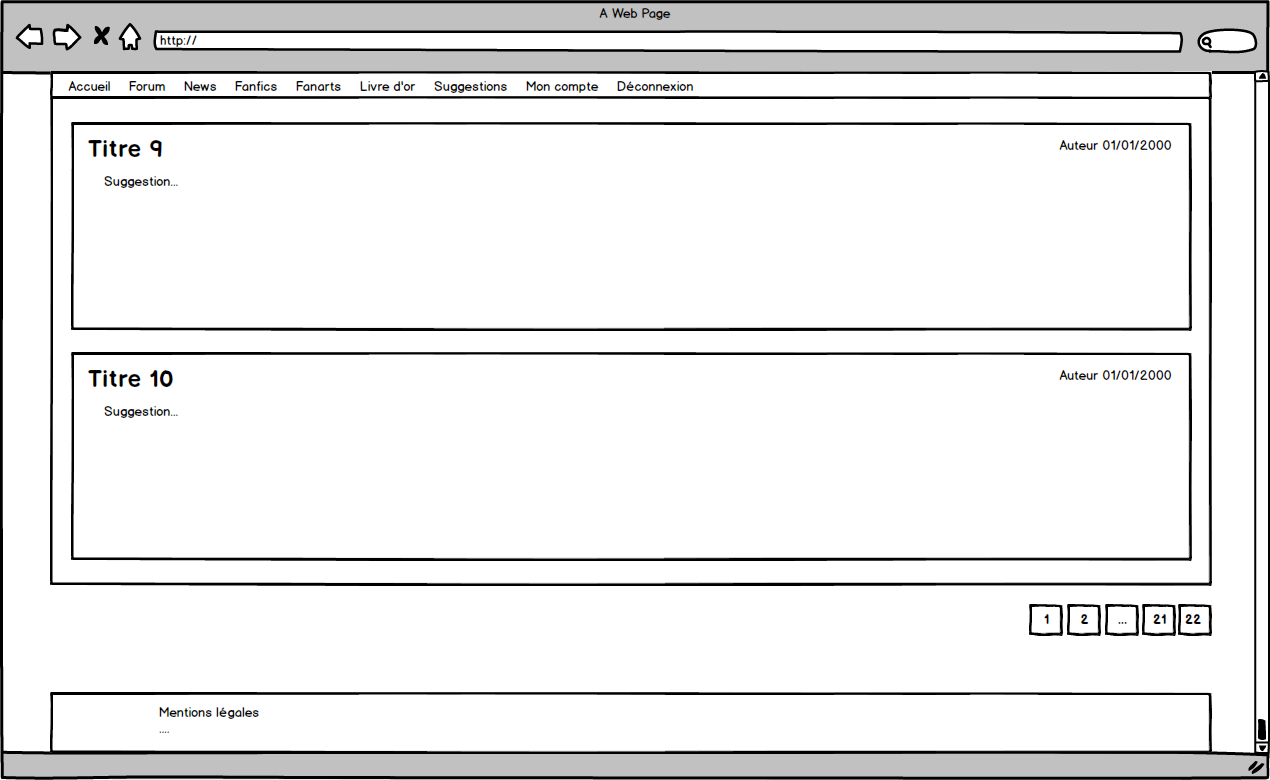 A Web Page
http://
Accueil Forum News Fanfics Fanarts Livre d'or Suggestions Mon compte Déconnexion
Titre 9 Auteur 01/01/2000
Suggestion...
Titre 10 Auteur 01/01/2000
Suggestion...
1 2 ... 21 22
Mentions légales
....